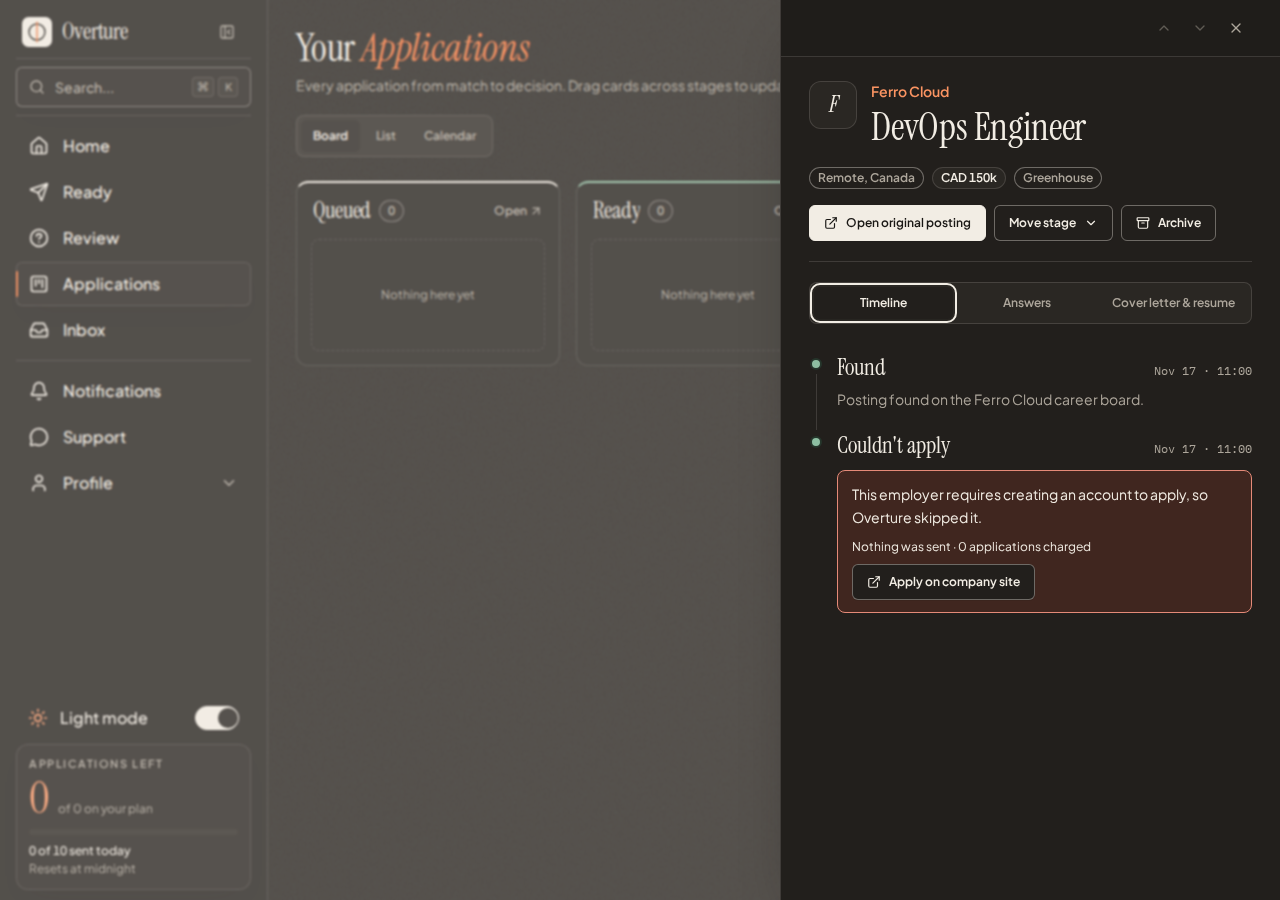 Overture
Search...
⌘ K
Home
Ready
Review
Applications
Inbox
Notifications
Support
Profile
Light mode
APPLICATIONS LEFT
0 of 0 on your plan
0 of 10 sent today
Resets at midnight
Your Applications
Every application from match to decision. Drag cards across stages to upda
Board List Calendar
Queued 0 Open
Nothing here yet
Ready 0
Nothing here yet
F
Ferro Cloud
DevOps Engineer
Remote, Canada CAD 150k Greenhouse
Open original posting Move stage Archive
Timeline Answers Cover letter & resume
Found Nov 17 · 11:00
Posting found on the Ferro Cloud career board.
Couldn't apply Nov 17 · 11:00
This employer requires creating an account to apply, so
Overture skipped it.
Nothing was sent · 0 applications charged
Apply on company site